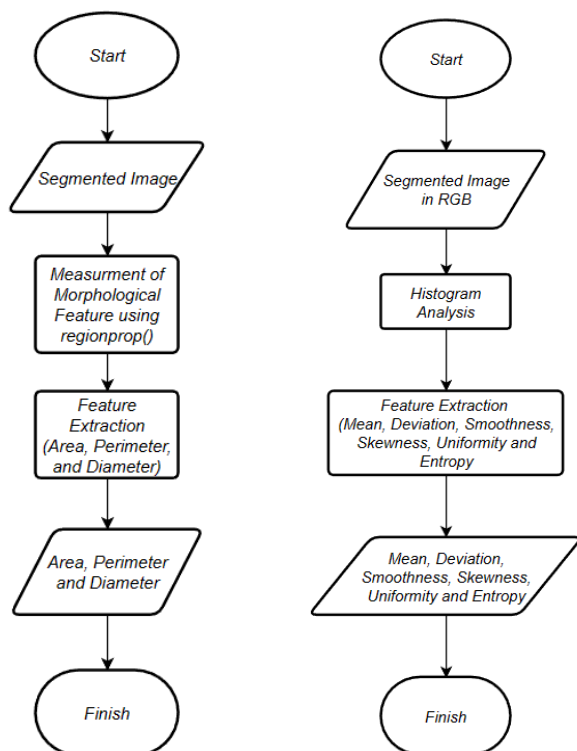 Start
Segmented Image
Measurment of
Morphological
Feature using
regionprop()
Feature
Extraction
(Area, Perimeter,
and Diameter)
Area, Perimeter
and Diameter
Finish
Start
Segmented Image
in RGB
Histogram
Analysis
Feature Extraction
(Mean, Deviation, Smoothness,
Skewness, Uniformity and
Entropy
Mean, Deviation,
Smoothness, Skewness,
Uniformity and Entropy
Finish